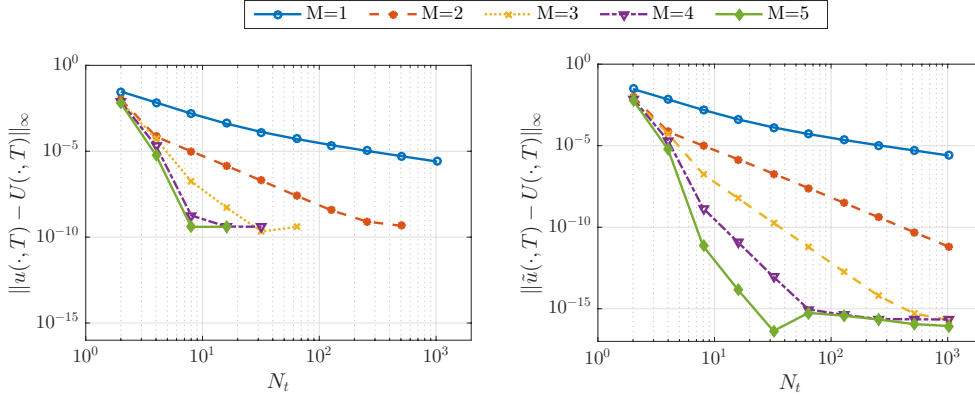 M=1 M=2 M=3 M=4 M=5
‖u(·, T) − U(·, T)‖∞
10^0
10^-5
10^-10
10^-15
10^0 10^1 10^2 10^3
N_t
‖ũ(·, T) − U(·, T)‖∞
10^0
10^-5
10^-10
10^-15
10^0 10^1 10^2 10^3
N_t